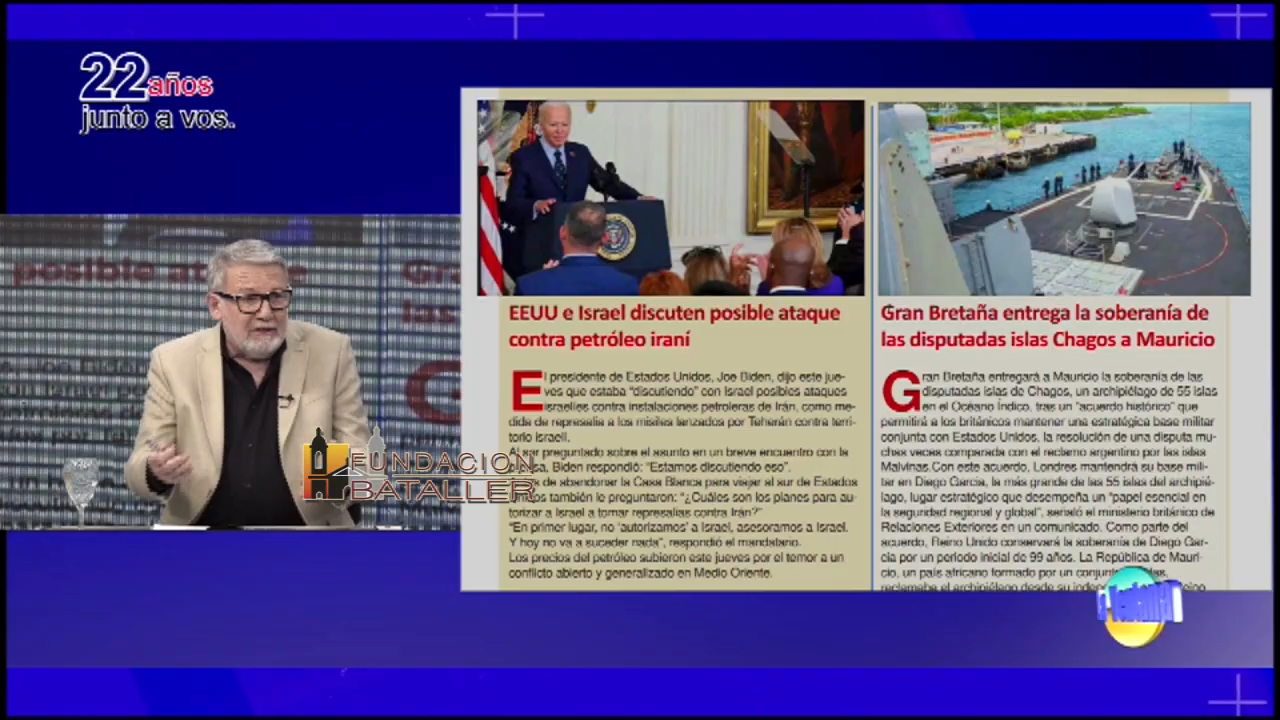 22 años
junto a vos.
posible at
Gra
las
FUNDACION
BATALLER
EEUU e Israel discuten posible ataque
contra petróleo iraní
El presidente de Estados Unidos, Joe Biden, dijo este jue-
ves que estaba “discutiendo” con Israel posibles ataques
israelíes contra instalaciones petroleras de Irán, como me-
dida de represalia a los misiles lanzados por Teherán contra terri-
torio israelí.
Al ser preguntado sobre el asunto en un breve encuentro con la
Biden respondió: “Estamos discutiendo eso”.
de abandonar la Casa Blanca para viajar al sur de Estados
también le preguntaron: “¿Cuáles son los planes para au-
torizar a Israel a tomar represalias contra Irán?”
“En primer lugar, no ‘autorizamos’ a Israel, asesoramos a Israel.
Y hoy no va a suceder nada”, respondió el mandatario.
Los precios del petróleo subieron este jueves por el temor a un
conflicto abierto y generalizado en Medio Oriente.
Gran Bretaña entrega la soberanía de
las disputadas islas Chagos a Mauricio
Gran Bretaña entregará a Mauricio la soberanía de las
disputadas islas de Chagos, un archipiélago de 55 islas
en el Océano Índico, tras un “acuerdo histórico” que
permitirá a los británicos mantener una estratégica base militar
conjunta con Estados Unidos, la resolución de una disputa mu-
chas veces comparada con el reclamo argentino por las islas
Malvinas.Con este acuerdo, Londres mantendrá su base mili-
tar en Diego García, la más grande de las 55 islas del archipié-
lago, lugar estratégico que desempeña un “papel esencial en
la seguridad regional y global”, señaló el ministerio británico de
Relaciones Exteriores en un comunicado. Como parte del
acuerdo, Reino Unido conservará la soberanía de Diego Gar-
cía por un período inicial de 99 años. La República de Mauri-
cio, un país africano formado por un
reclamaba el archipiélago desde su